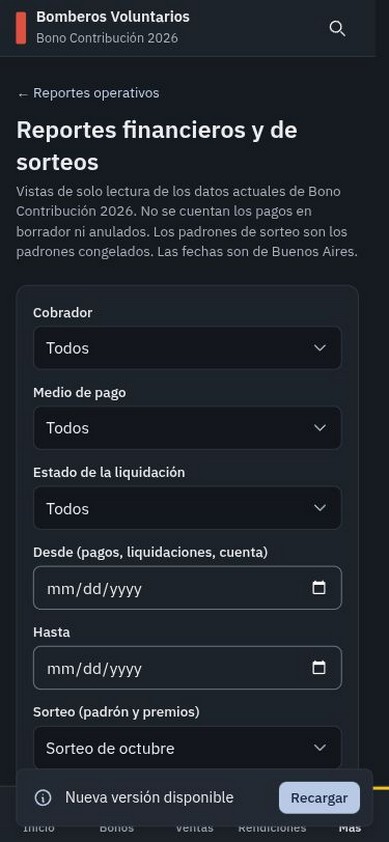 Bomberos Voluntarios
Bono Contribución 2026
← Reportes operativos
Reportes financieros y de
sorteos
Vistas de solo lectura de los datos actuales de Bono
Contribución 2026. No se cuentan los pagos en
borrador ni anulados. Los padrones de sorteo son los
padrones congelados. Las fechas son de Buenos Aires.
Cobrador
Todos
Medio de pago
Todos
Estado de la liquidación
Todos
Desde (pagos, liquidaciones, cuenta)
mm/dd/yyyy
Hasta
mm/dd/yyyy
Sorteo (padrón y premios)
Sorteo de octubre
Nueva versión disponible
Recargar
Inicio Bonos Ventas Rendiciones Más